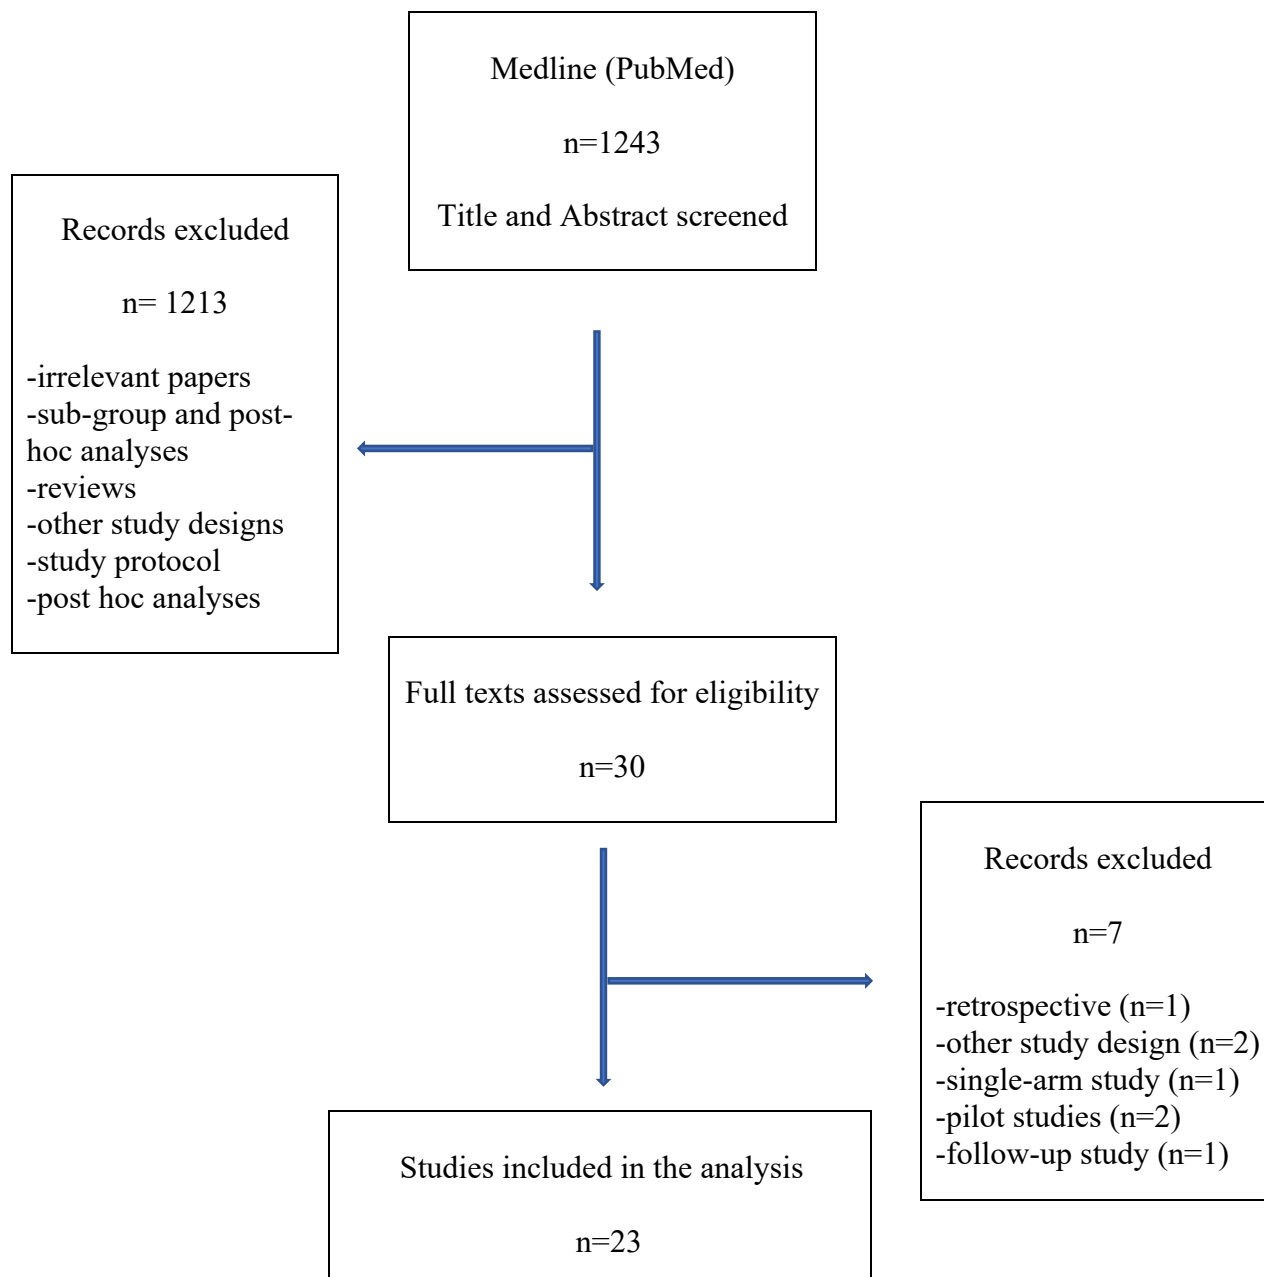 Medline (PubMed)
n=1243
Title and Abstract screened
Records excluded
n= 1213
-irrelevant papers
-sub-group and post-
hoc analyses
-reviews
-other study designs
-study protocol
-post hoc analyses
Full texts assessed for eligibility
n=30
Records excluded
n=7
-retrospective (n=1)
-other study design (n=2)
-single-arm study (n=1)
-pilot studies (n=2)
-follow-up study (n=1)
Studies included in the analysis
n=23